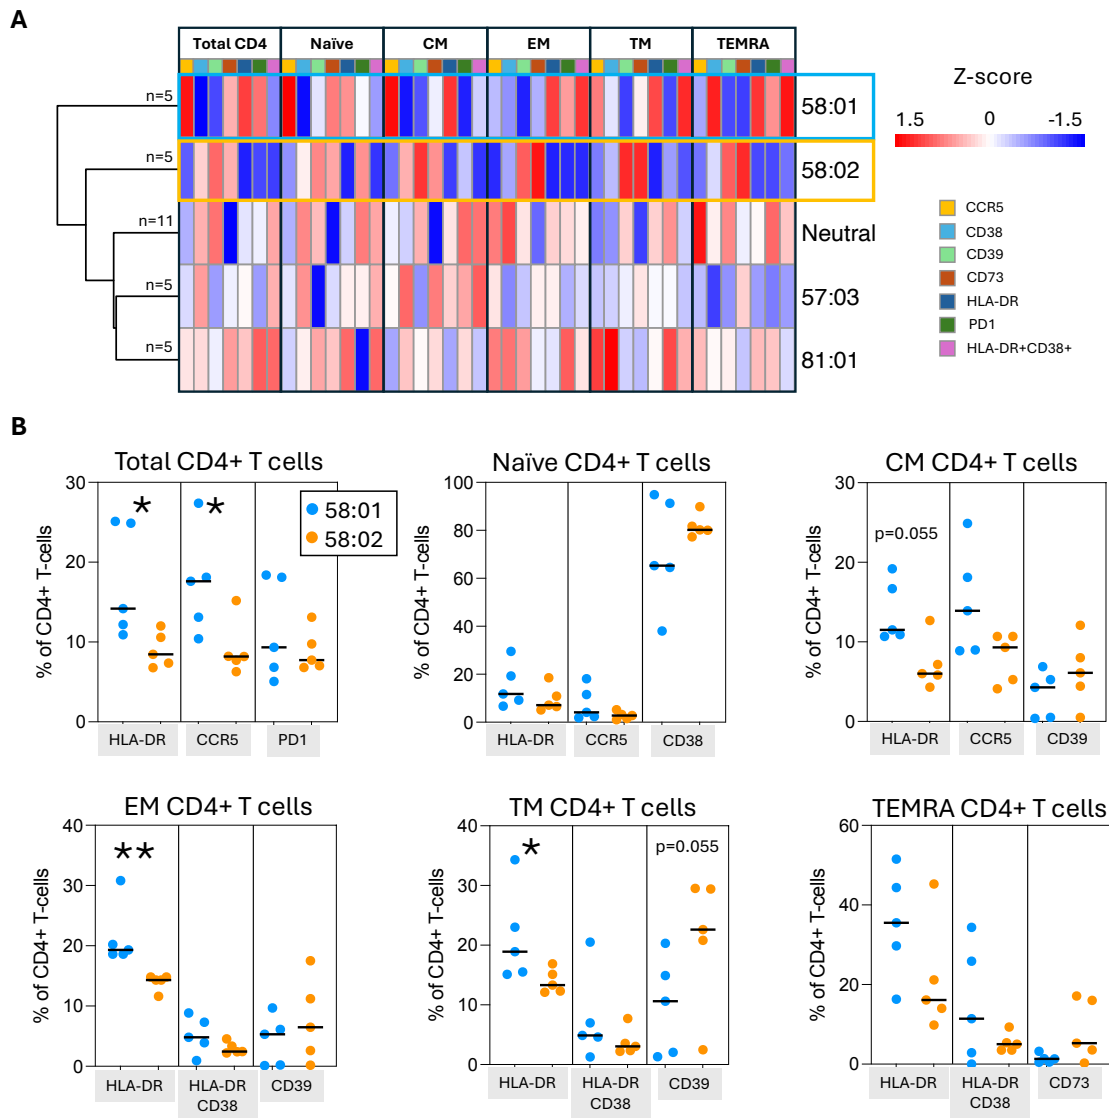 A
Total CD4 Naïve CM EM TM TEMRA
n=5 58:01
n=5 58:02
n=11 Neutral
n=5 57:03
n=5 81:01
Z-score
1.5 0 -1.5
CCR5
CD38
CD39
CD73
HLA-DR
PD1
HLA-DR+CD38+
B
Total CD4+ T cells
% of CD4+ T-cells
30
20
10
0
* *
58:01
58:02
HLA-DR CCR5 PD1
Naïve CD4+ T cells
% of CD4+ T-cells
100
80
60
40
20
0
HLA-DR CCR5 CD38
CM CD4+ T cells
% of CD4+ T-cells
30
20
10
0
p=0.055
HLA-DR CCR5 CD39
EM CD4+ T cells
% of CD4+ T-cells
40
30
20
10
0
**
HLA-DR HLA-DR CD39
CD38
TM CD4+ T cells
% of CD4+ T-cells
40
30
20
10
0
* p=0.055
HLA-DR HLA-DR CD39
CD38
TEMRA CD4+ T cells
% of CD4+ T-cells
60
40
20
0
HLA-DR HLA-DR CD73
CD38